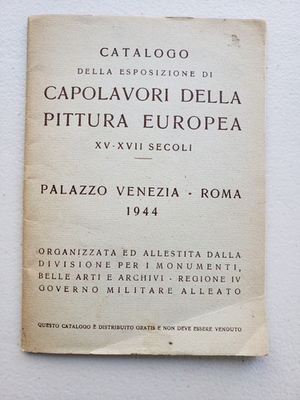 CATALOGO
DELLA ESPOSIZIONE DI
CAPOLAVORI DELLA
PITTURA EUROPEA
XV-XVII SECOLI
PALAZZO VENEZIA - ROMA
1944
ORGANIZZATA ED ALLESTITA DALLA
DIVISIONE PER I MONUMENTI,
BELLE ARTI E ARCHIVI - REGIONE IV
GOVERNO MILITARE ALLEATO
QUESTO CATALOGO È DISTRIBUITO GRATIS E NON DEVE ESSERE VENDUTO